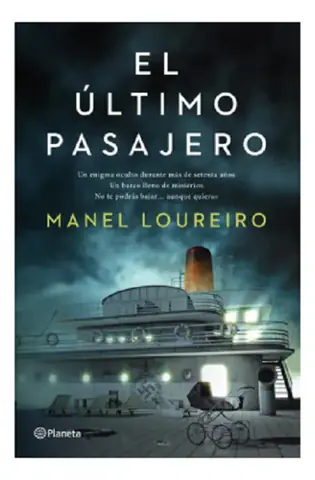 EL
ÚLTIMO
PASAJERO
Un enigma oculto durante más de setenta años
Un barco lleno de misterios
No te podrás bajar... aunque quieras
MANEL LOUREIRO
Planeta